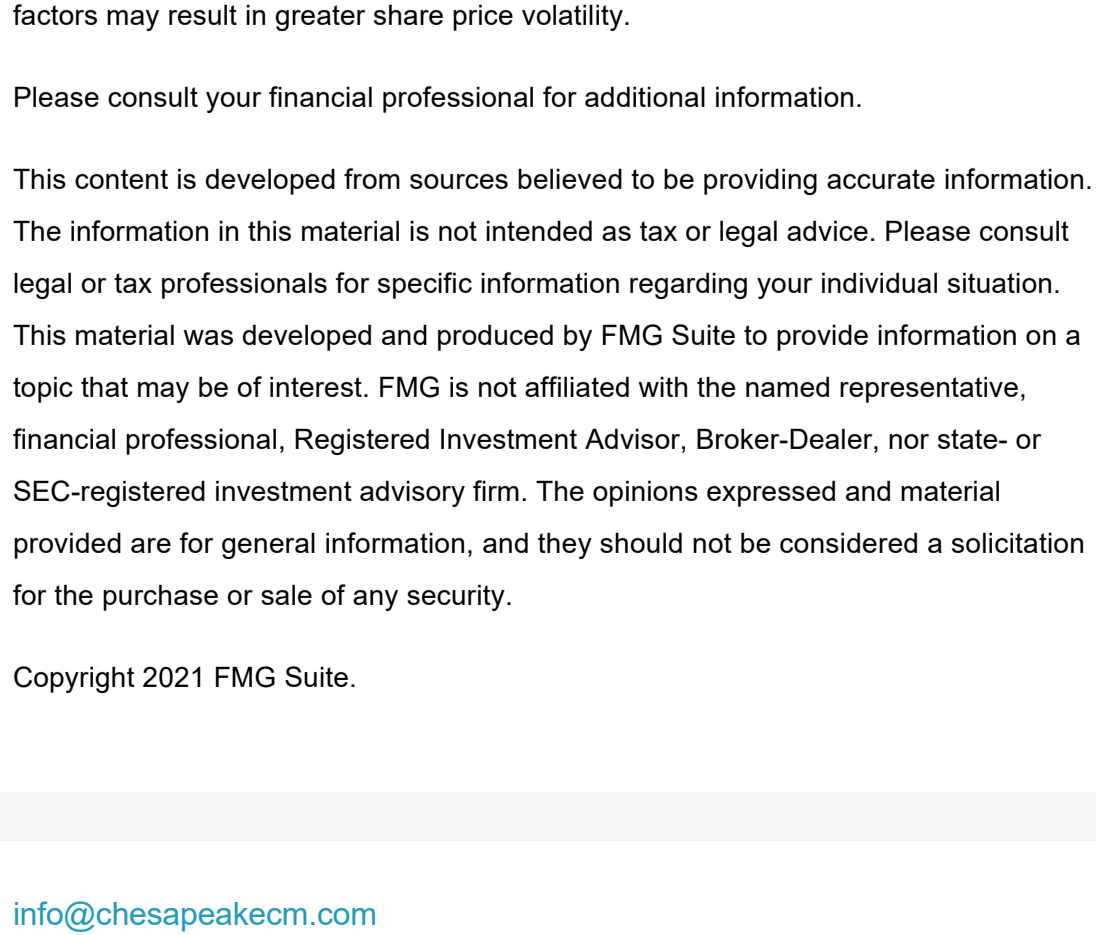 factors may result in greater share price volatility.
Please consult your financial professional for additional information.
This content is developed from sources believed to be providing accurate information.
The information in this material is not intended as tax or legal advice. Please consult
legal or tax professionals for specific information regarding your individual situation.
This material was developed and produced by FMG Suite to provide information on a
topic that may be of interest. FMG is not affiliated with the named representative,
financial professional, Registered Investment Advisor, Broker-Dealer, nor state- or
SEC-registered investment advisory firm. The opinions expressed and material
provided are for general information, and they should not be considered a solicitation
for the purchase or sale of any security.
Copyright 2021 FMG Suite.
info@chesapeakecm.com